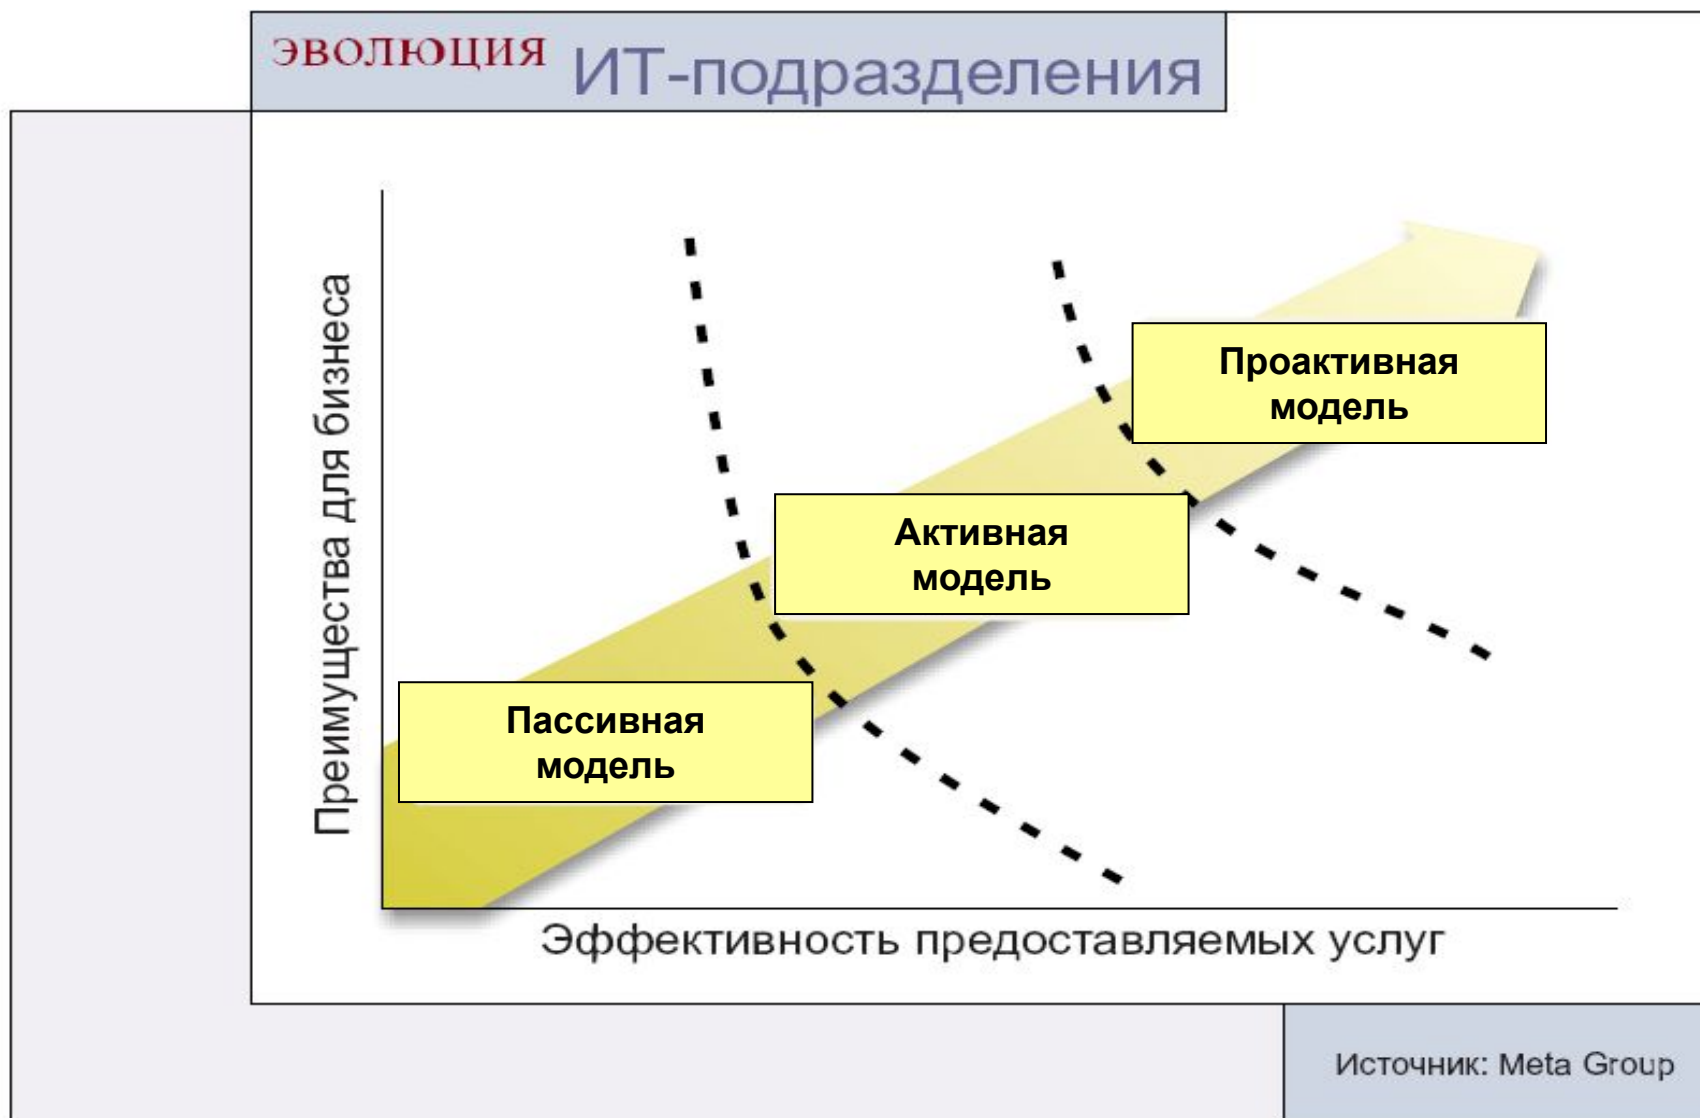 ЭВОЛЮЦИЯ ИТ-подразделения
Преимущества для бизнеса
Проактивная
модель
Активная
модель
Пассивная
модель
Эффективность предоставляемых услуг
Источник: Meta Group